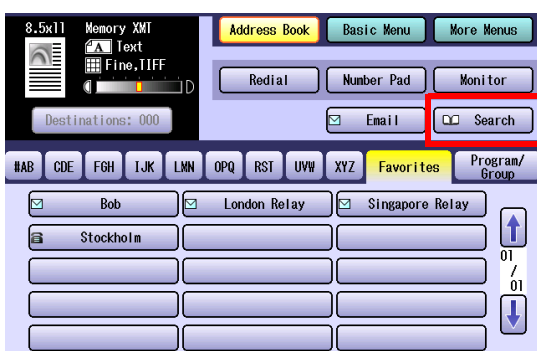 8.5x11 Memory XMT
A Text
Fine,TIFF
D
Destinations: 000
Address Book Basic Menu More Menus
Redial Number Pad Monitor
Email Search
#AB CDE FGH IJK LMN OPQ RST UVW XYZ Favorites Program/
Group
Bob London Relay Singapore Relay
Stockholm
01
/
01